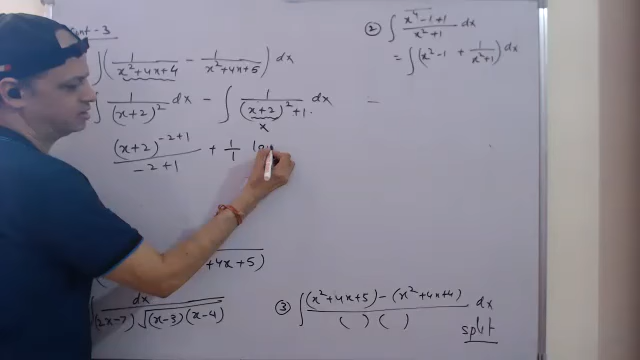 - 3
∫( 1/(x²+4x+4) - 1/(x²+4x+5) ) dx
∫ 1/(x+2)² dx - ∫ 1/((x+2)²+1) dx
x
(x+2)^(-2+1)/(-2+1) + 1/1 log
+4x+5)
dx/((2x-7)√((x-3)(x-4)))
② ∫ (x⁴-1+1)/(x²+1) dx
= ∫( x²-1 + 1/(x²+1) ) dx
-
③ ∫ ((x²+4x+5)-(x²+4x+4))/(( )( )) dx
split